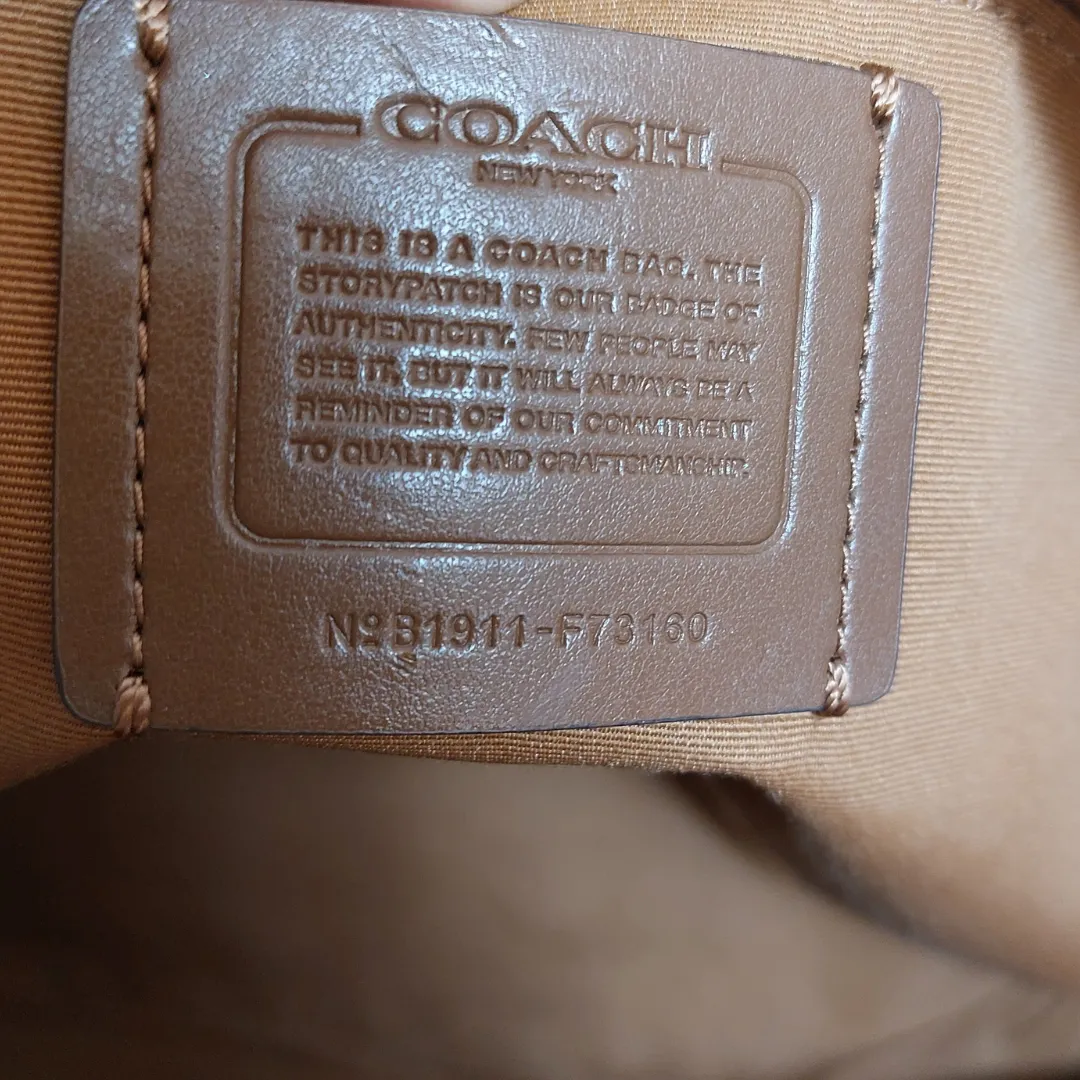 COACH
NEW YORK
THIS IS A COACH BAG. THE
STORYPATCH IS OUR BADGE OF
AUTHENTICITY. FEW PEOPLE MAY
SEE IT, BUT IT WILL ALWAYS BE A
REMINDER OF OUR COMMITMENT
TO QUALITY AND CRAFTSMANSHIP.
Nº B1911-F73160